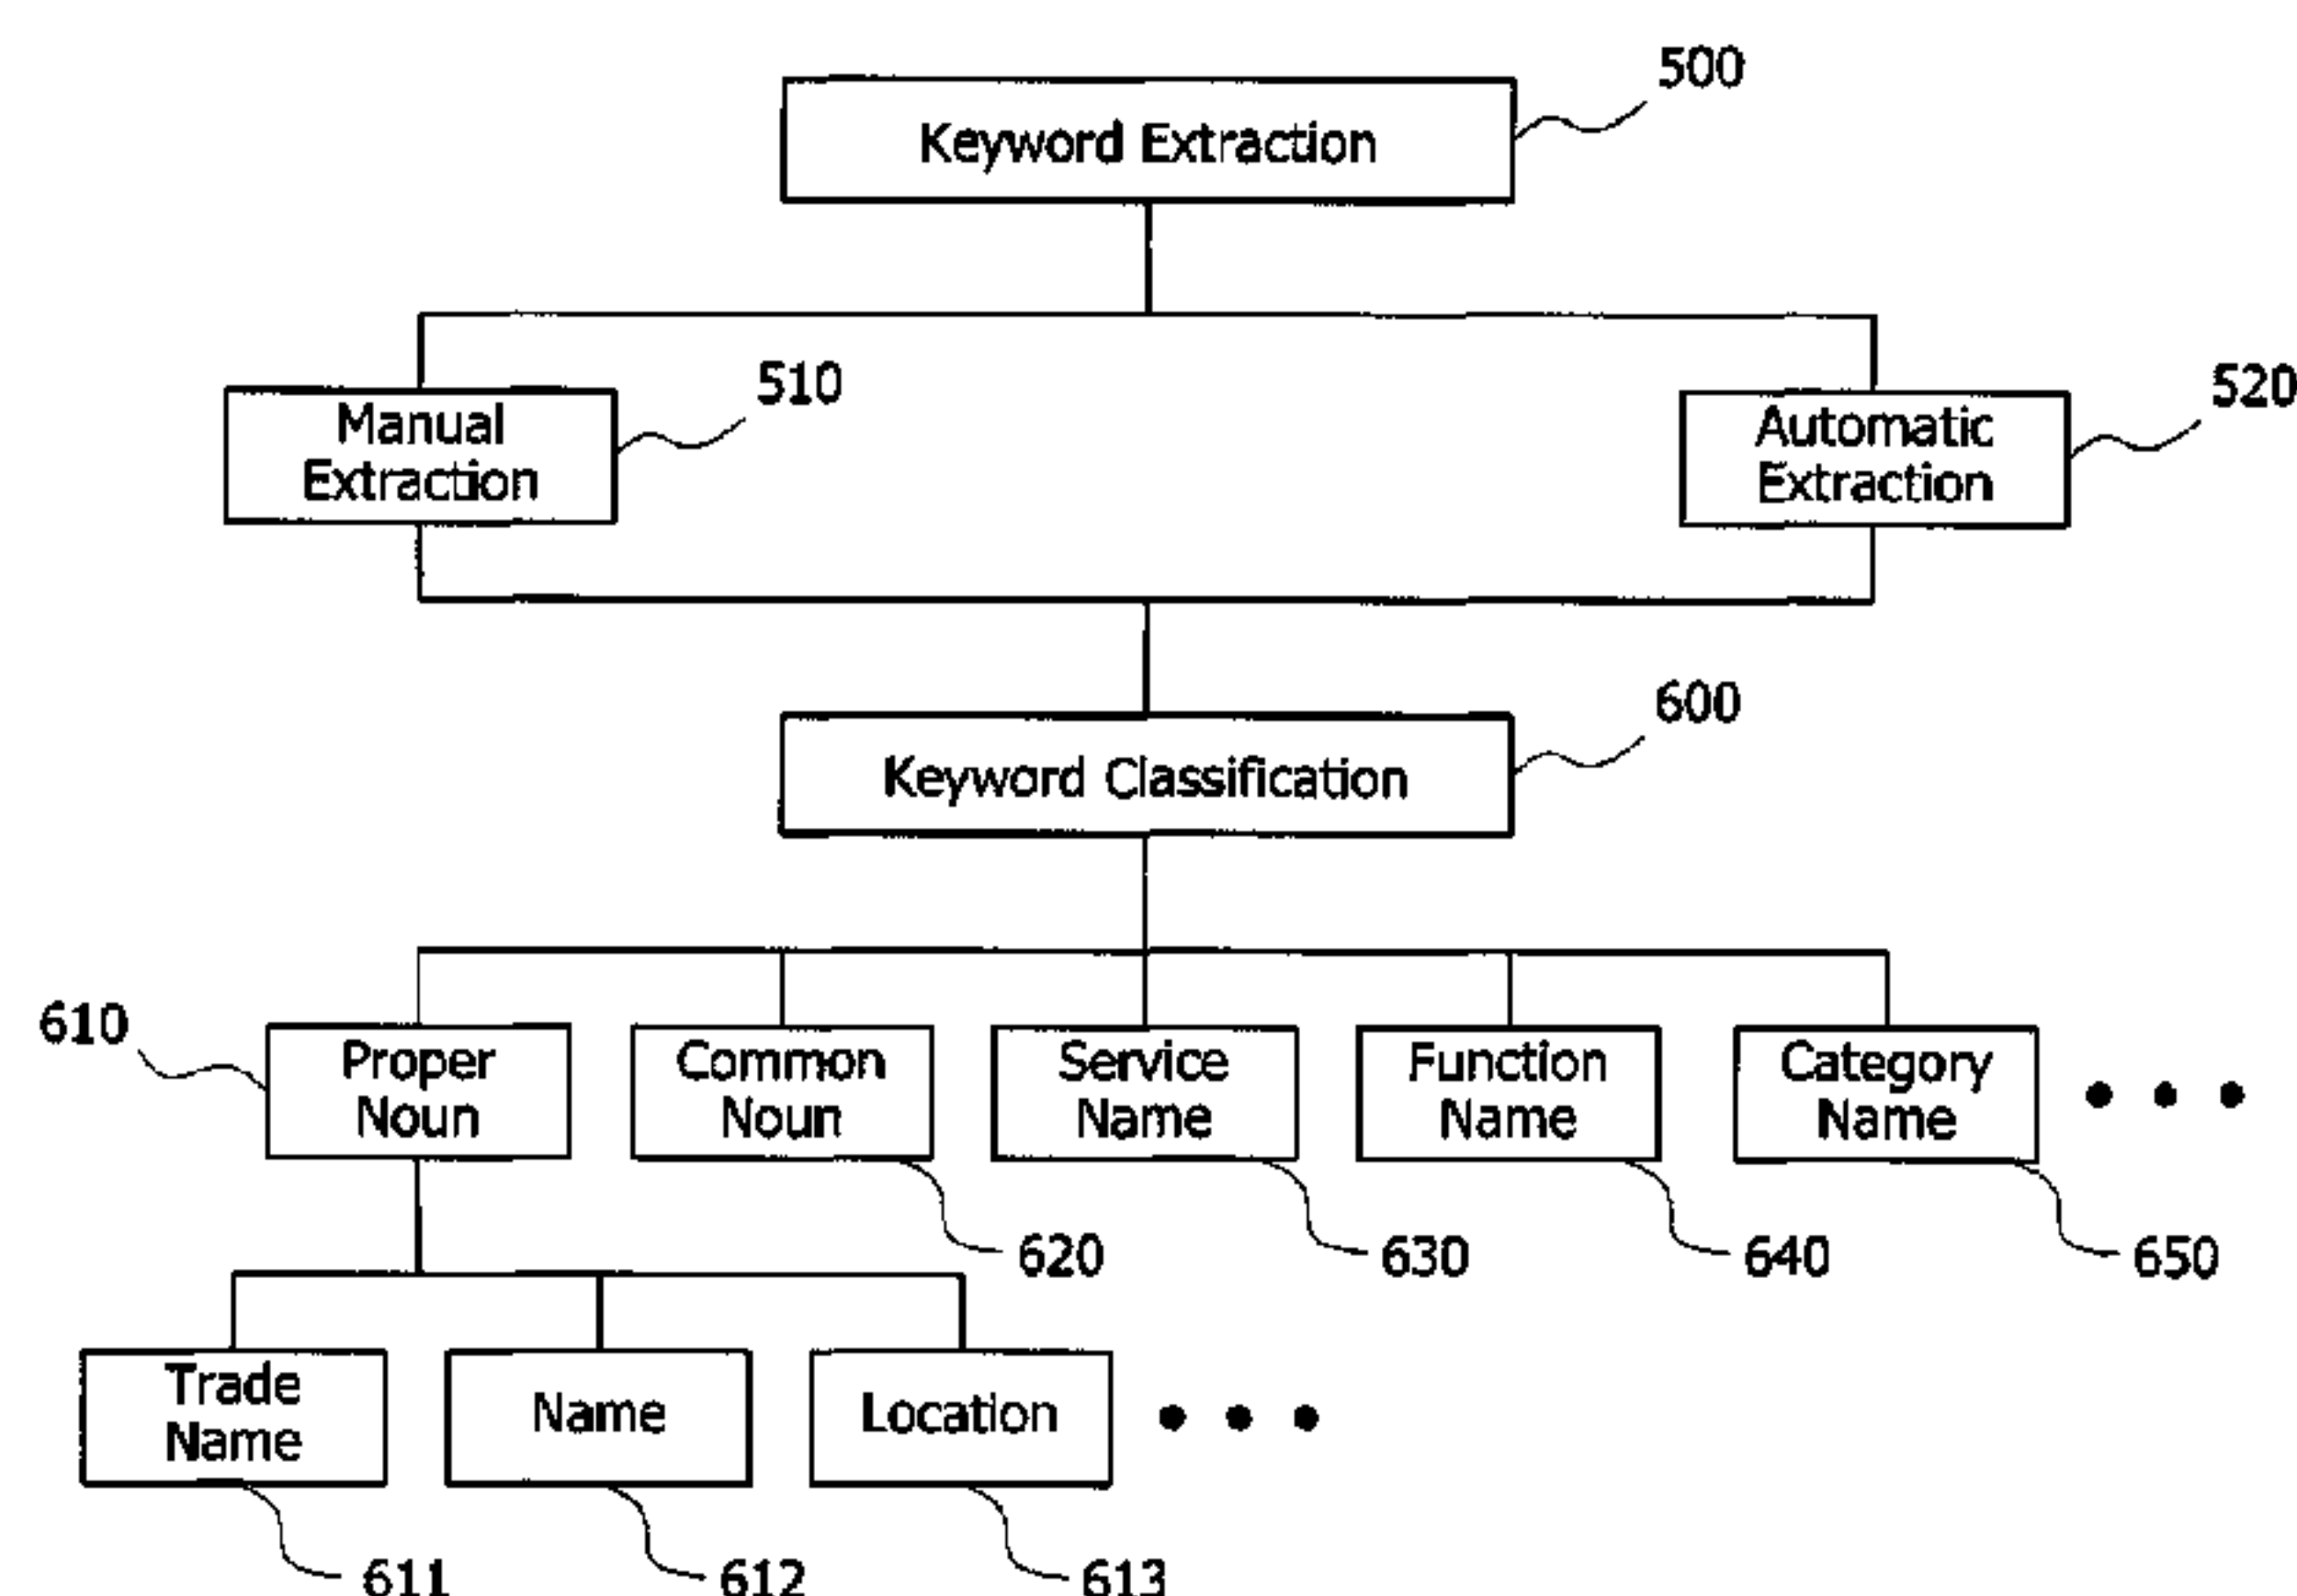 500
Keyword Extraction
510
520
Manual
Extraction
Automatic
Extraction
600
Keyword Classification
610
Proper
Noun
Common
Noun
Service
Name
Function
Name
Category
Name
620
630
640
650
Trade
Name
Name
Location
611
612
613